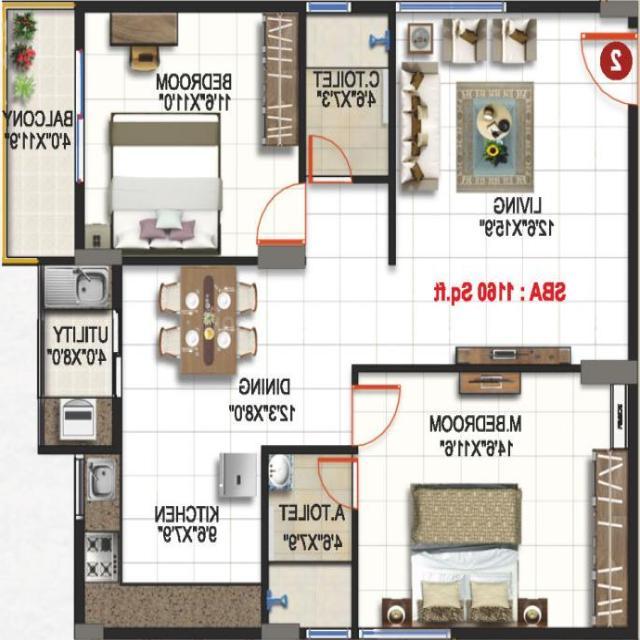 2
BEDROOM
11'6"X11'0"
C.TOILET
4'6"X7'3"
BALCONY
4'0"X11'9"
LIVING
12'6"X15'9"
SBA : 1160 Sq.ft
UTILITY
4'0"X8'0"
DINING
12'3"X8'0"
M.BEDROOM
14'6"X11'6"
KITCHEN
9'6"X7'9"
A.TOILET
4'6"X7'9"